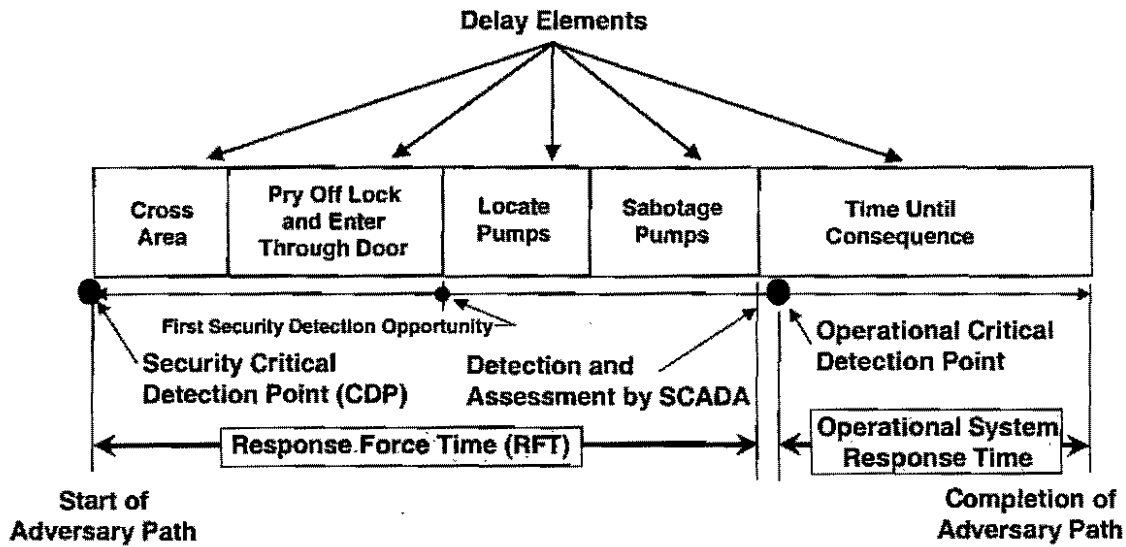 Delay Elements
Cross
Area
Pry Off Lock
and Enter
Through Door
Locate
Pumps
Sabotage
Pumps
Time Until
Consequence
First Security Detection Opportunity
Security Critical
Detection Point (CDP)
Detection and
Assessment by SCADA
Operational Critical
Detection Point
Response Force Time (RFT)
Operational System
Response Time
Start of
Adversary Path
Completion of
Adversary Path